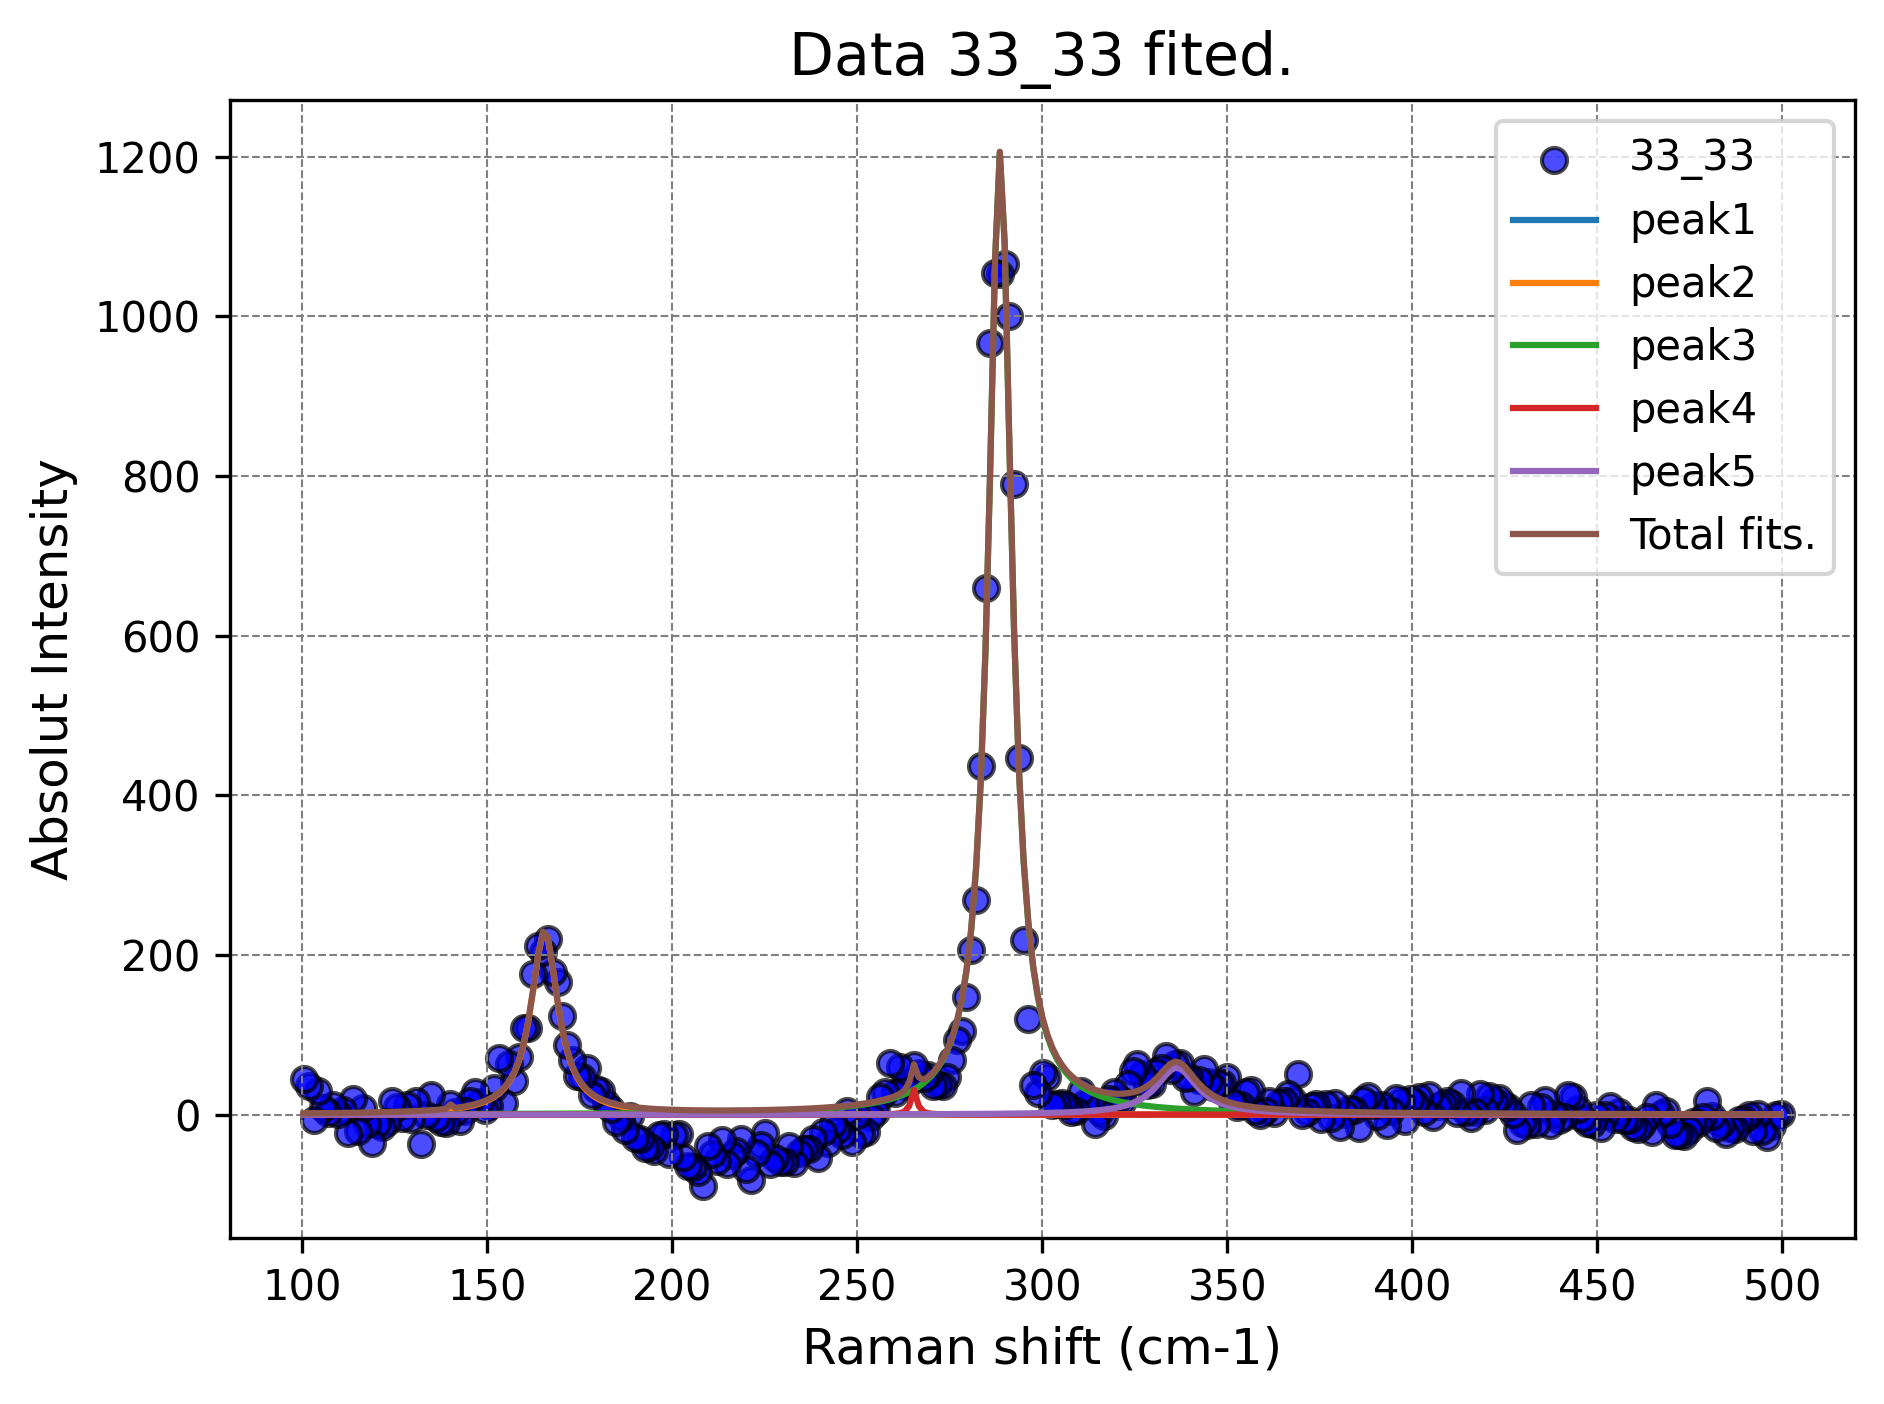 Data 33_33 fited.
1200
1000
800
600
400
200
0
Absolut Intensity
33_33
peak1
peak2
peak3
peak4
peak5
Total fits.
100 150 200 250 300 350 400 450 500
Raman shift (cm-1)